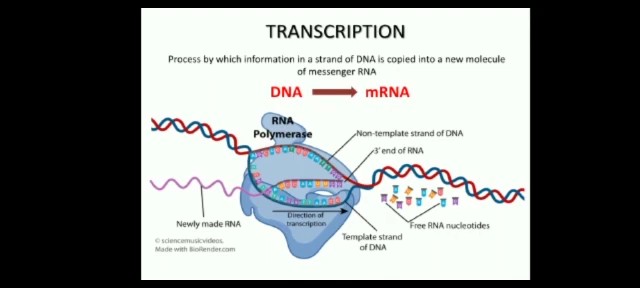 TRANSCRIPTION
Process by which information in a strand of DNA is copied into a new molecule
of messenger RNA
DNA mRNA
RNA
Polymerase
Non-template strand of DNA
3' end of RNA
Newly made RNA
Direction of
transcription
Template strand
of DNA
Free RNA nucleotides
© sciencemusicvideos.
Made with BioRender.com